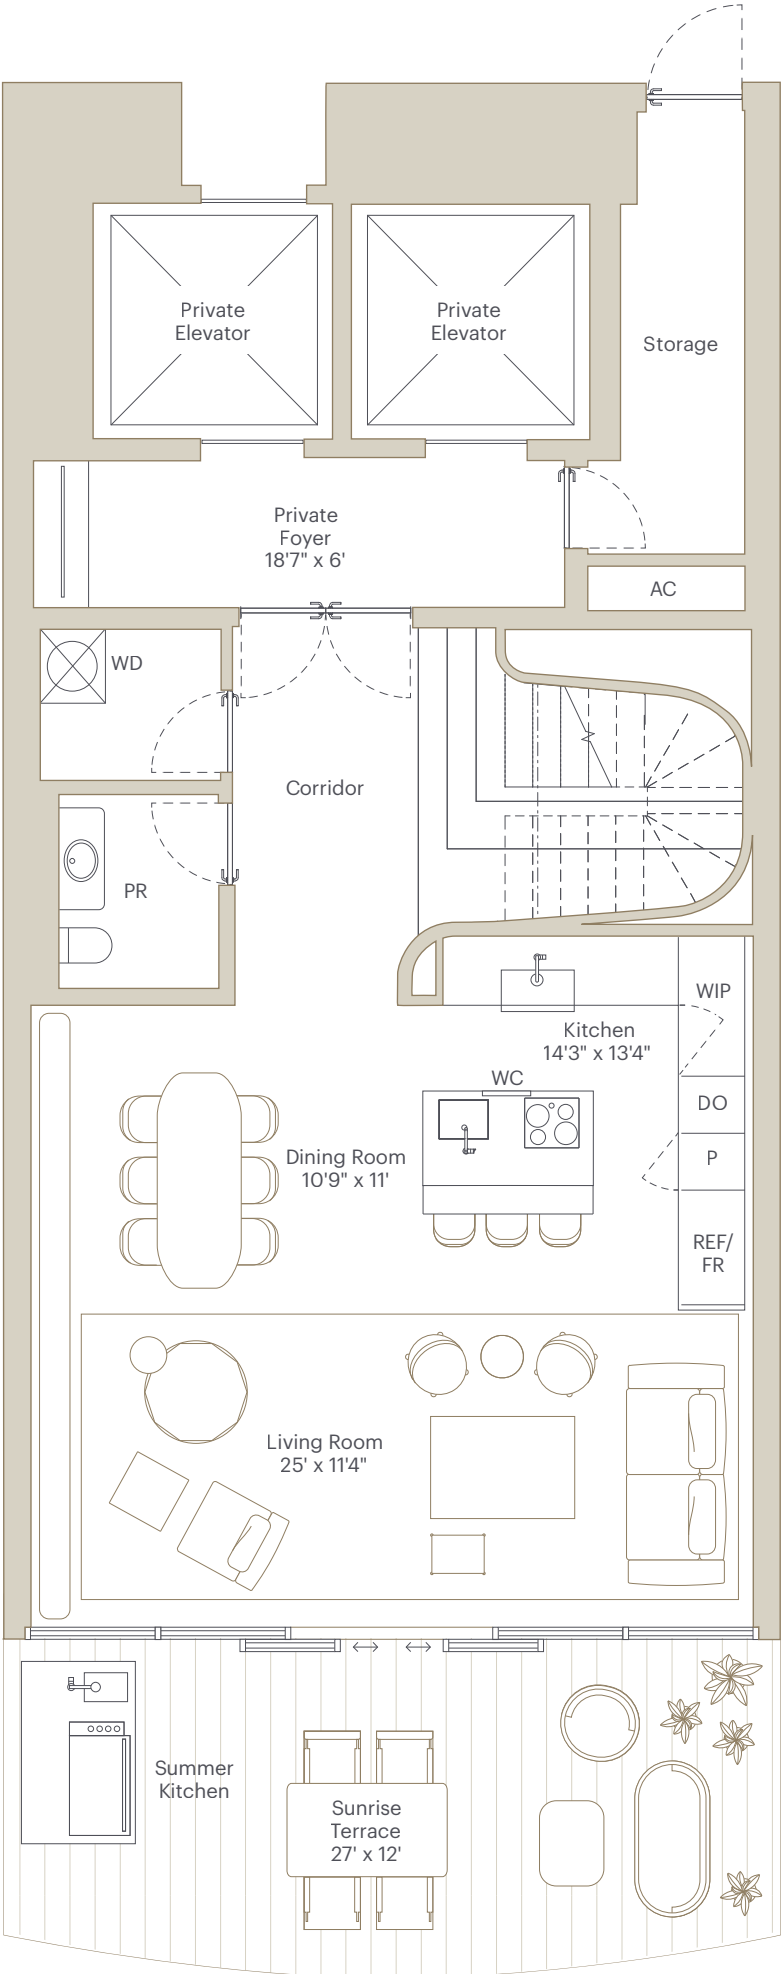 Private
Elevator
Private
Elevator
Storage
Private
Foyer
18'7" x 6'
AC
WD
Corridor
PR
WIP
Kitchen
14'3" x 13'4"
WC
DO
Dining Room
10'9" x 11'
P
REF/
FR
Living Room
25' x 11'4"
Summer
Kitchen
Sunrise
Terrace
27' x 12'